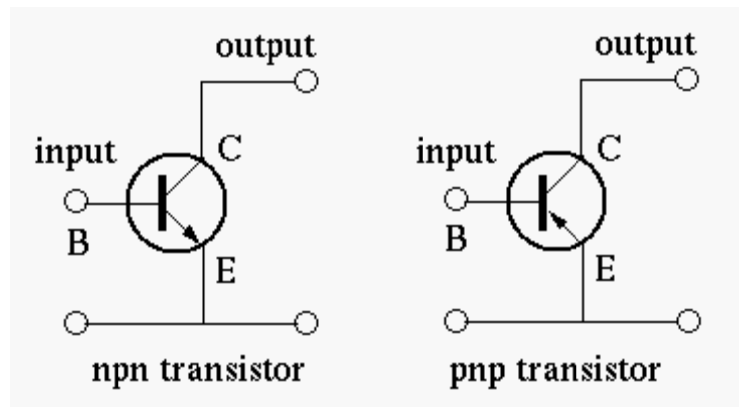 output
input
C
B
E
npn transistor
output
input
C
B
E
pnp transistor